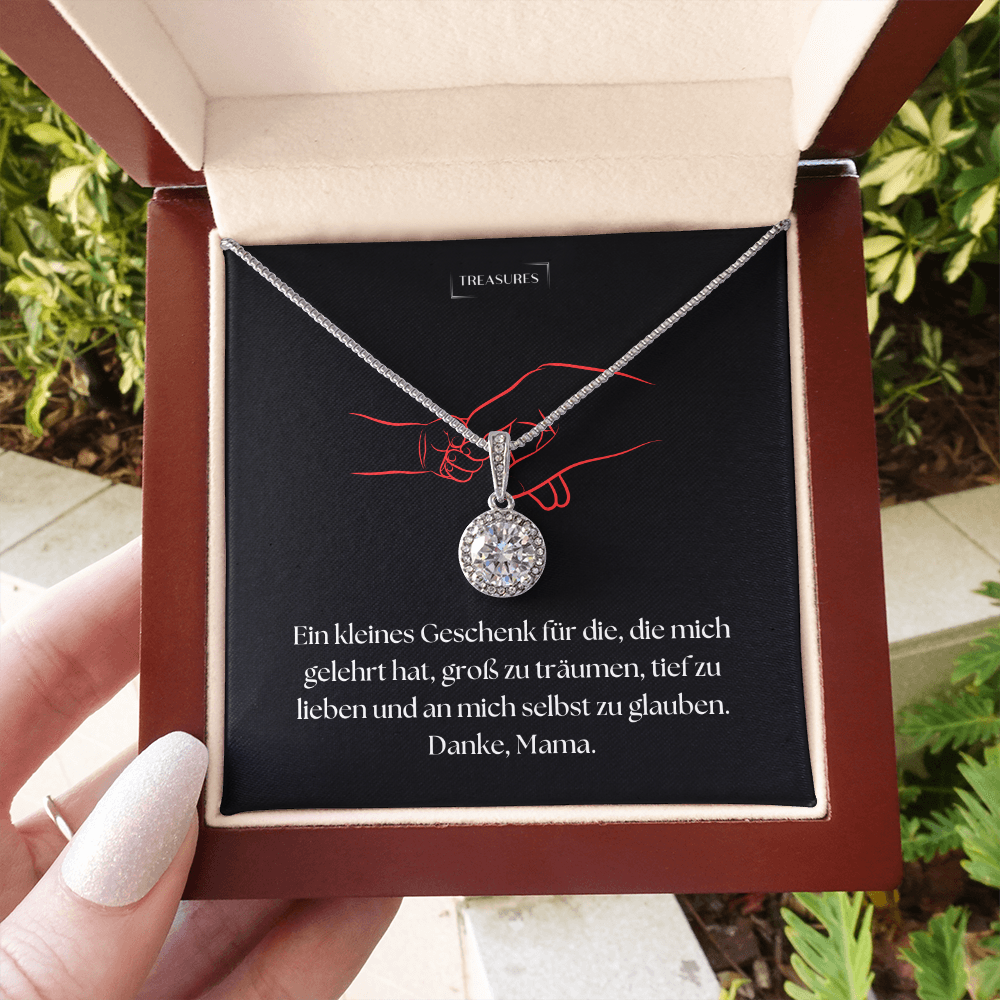 TREASURES
Ein kleines Geschenk für die, die mich
gelehrt hat, groß zu träumen, tief zu
lieben und an mich selbst zu glauben.
Danke, Mama.